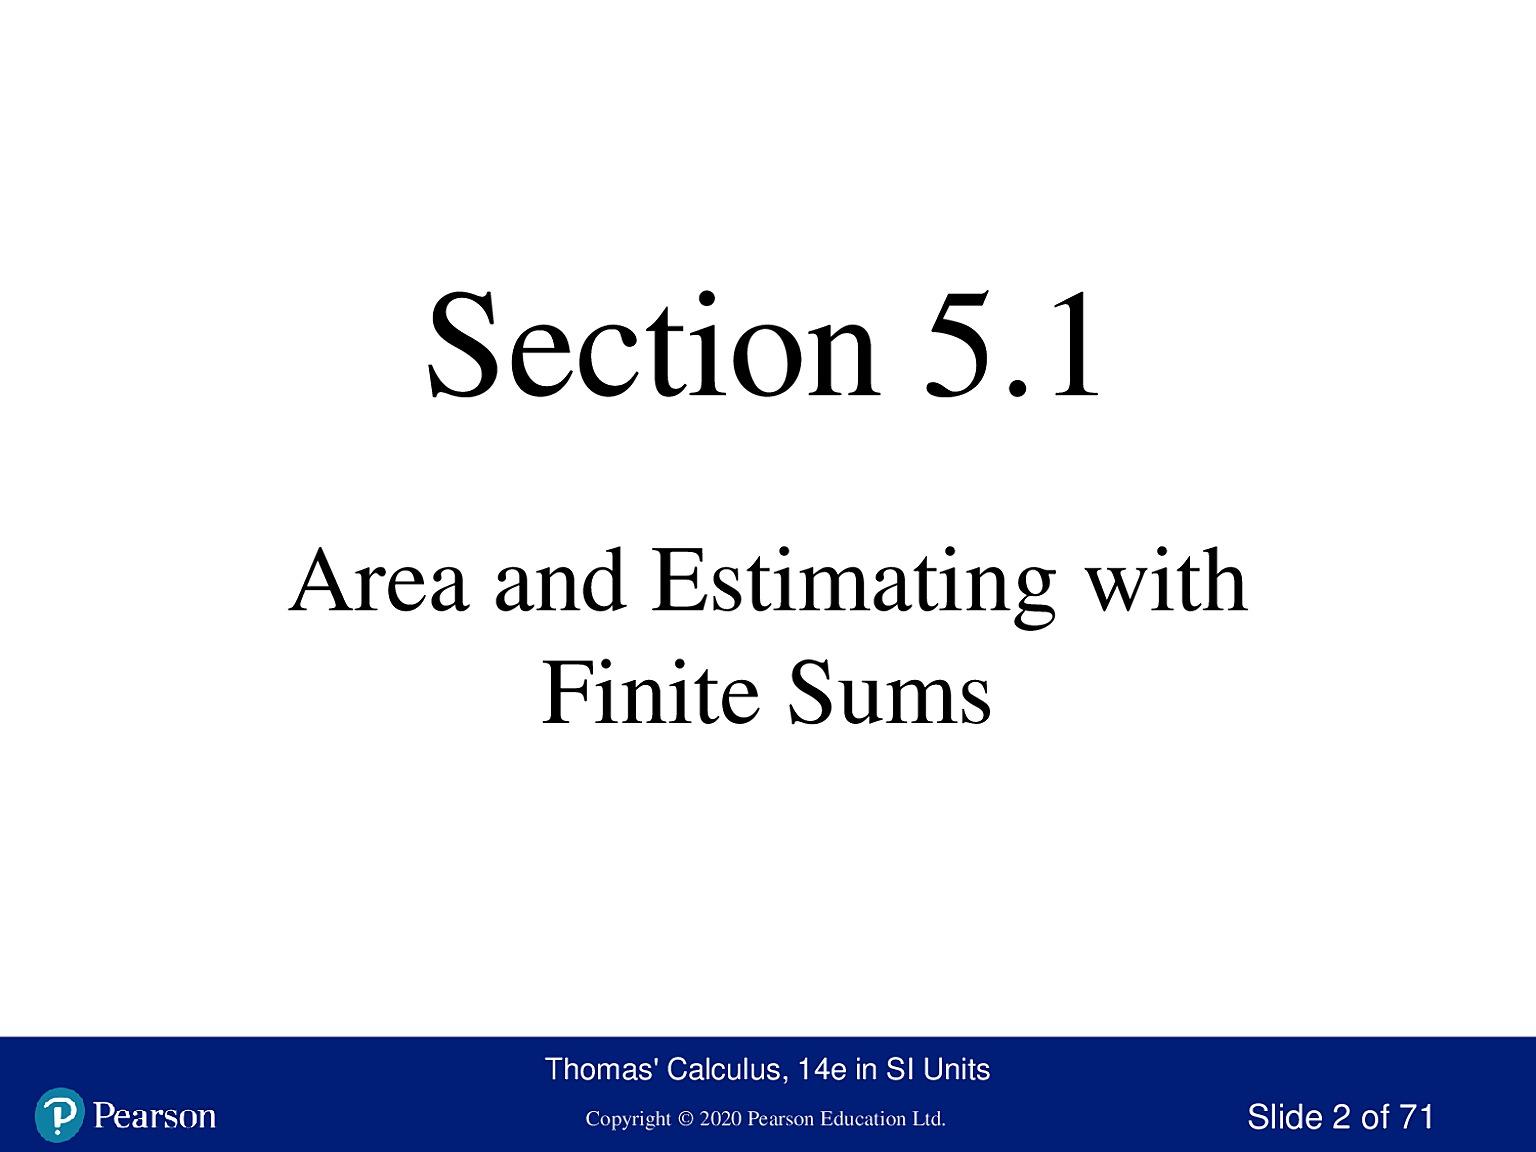 Section 5.1
Area and Estimating with
Finite Sums
Thomas' Calculus, 14e in SI Units
Pearson
Copyright © 2020 Pearson Education Ltd.
Slide 2 of 71